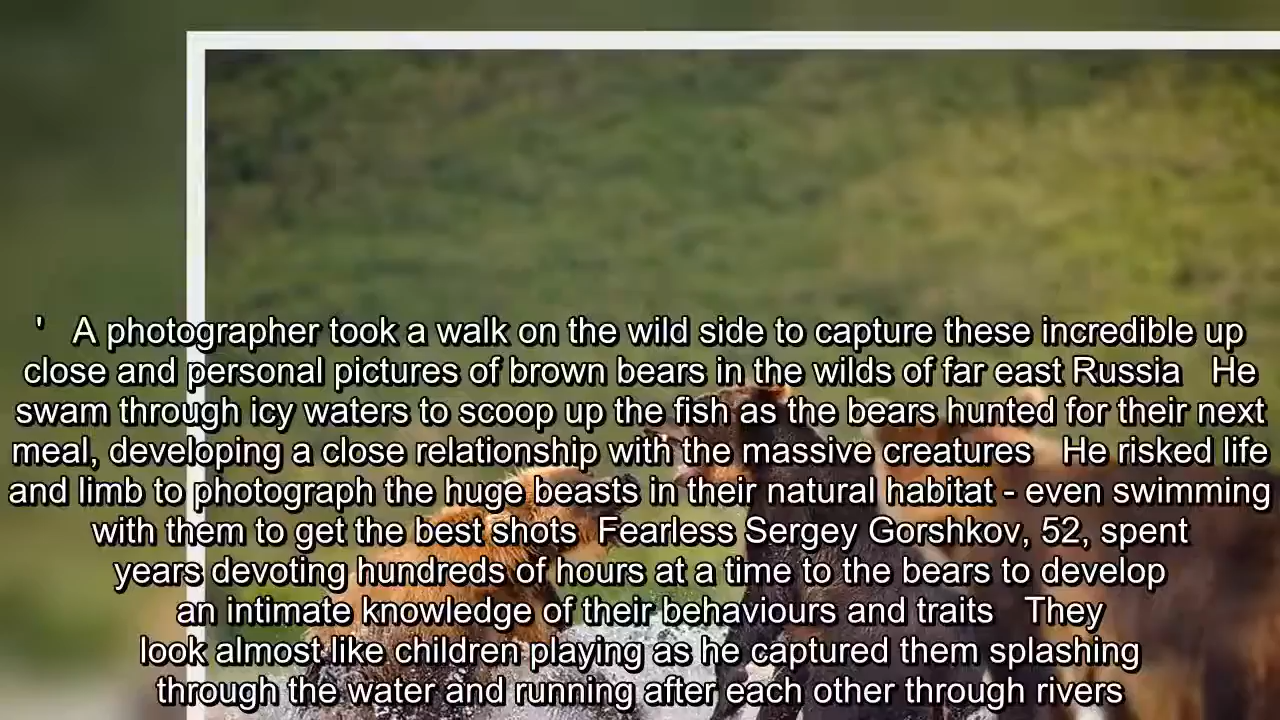 ' A photographer took a walk on the wild side to capture these incredible up
close and personal pictures of brown bears in the wilds of far east Russia He
swam through icy waters to scoop up the fish as the bears hunted for their next
meal, developing a close relationship with the massive creatures He risked life
and limb to photograph the huge beasts in their natural habitat - even swimming
with them to get the best shots Fearless Sergey Gorshkov, 52, spent
years devoting hundreds of hours at a time to the bears to develop
an intimate knowledge of their behaviours and traits They
look almost like children playing as he captured them splashing
through the water and running after each other through rivers